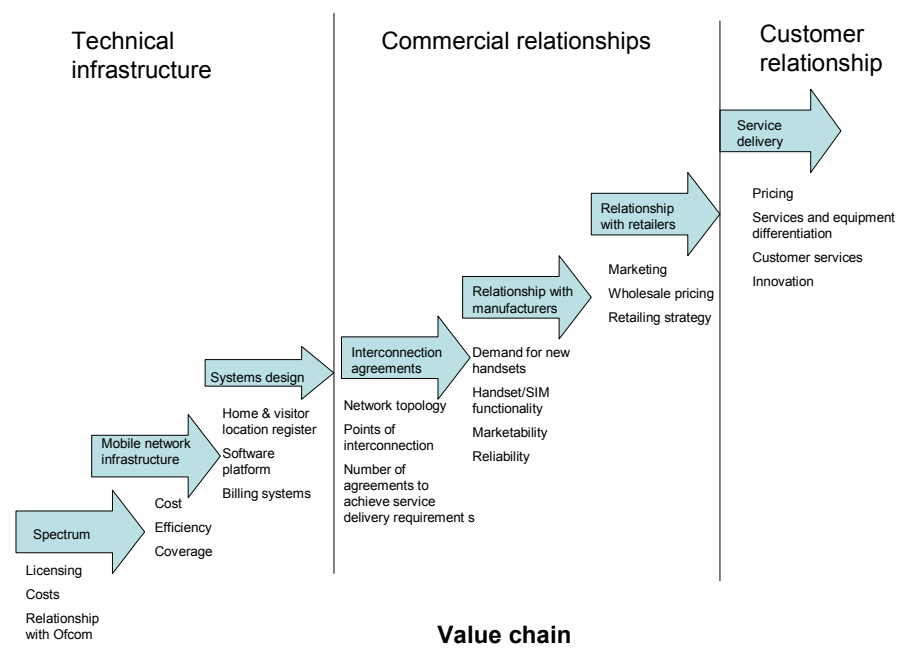 Technical
infrastructure
Commercial relationships
Customer
relationship
Service
delivery
Pricing
Services and equipment
differentiation
Customer services
Innovation
Relationship
with retailers
Marketing
Wholesale pricing
Retailing strategy
Relationship with
manufacturers
Demand for new
handsets
Handset/SIM
functionality
Marketability
Reliability
Interconnection
agreements
Network topology
Points of
interconnection
Number of
agreements to
achieve service
delivery requirement s
Systems design
Home & visitor
location register
Software
platform
Billing systems
Mobile network
infrastructure
Cost
Efficiency
Coverage
Spectrum
Licensing
Costs
Relationship
with Ofcom
Value chain